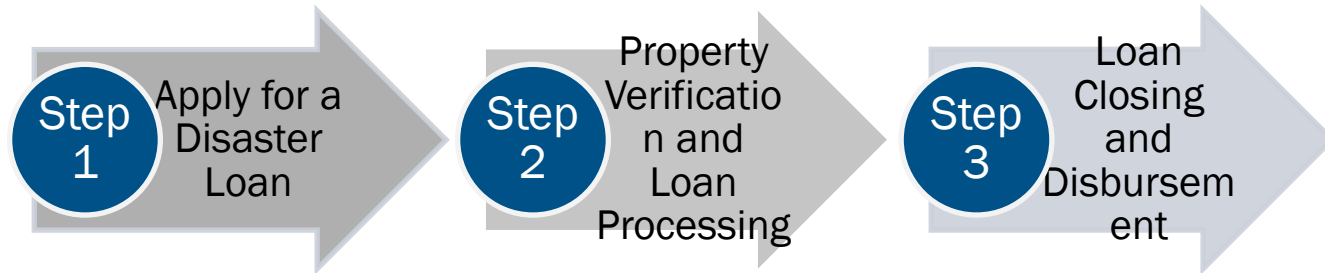 Step
1
Apply for a
Disaster
Loan
Step
2
Property
Verificatio
n and
Loan
Processing
Step
3
Loan
Closing
and
Disbursem
ent